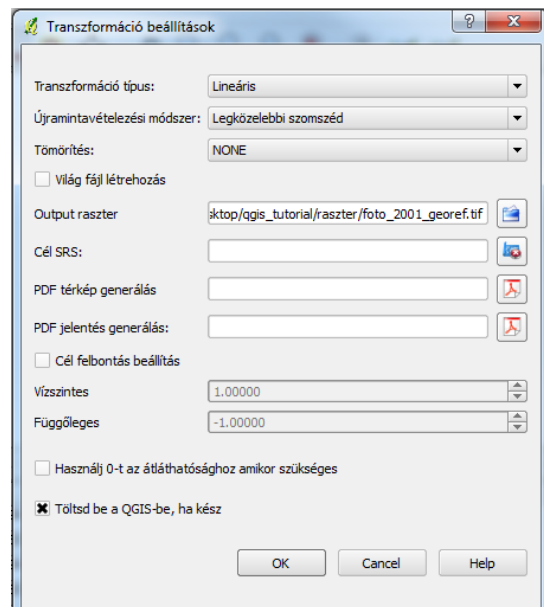 Transzformáció beállítások
Transzformáció típus: Lineáris
Újramintavételezési módszer: Legközelebbi szomszéd
Tömörítés: NONE
Világ fájl létrehozás
Output raszter sktop/qgis_tutorial/raszter/foto_2001_georef.tif
Cél SRS:
PDF térkép generálás
PDF jelentés generálás:
Cél felbontás beállítás
Vízszintes 1.00000
Függőleges -1.00000
Használj 0-t az átláthatósághoz amikor szükséges
Töltsd be a QGIS-be, ha kész
OK Cancel Help